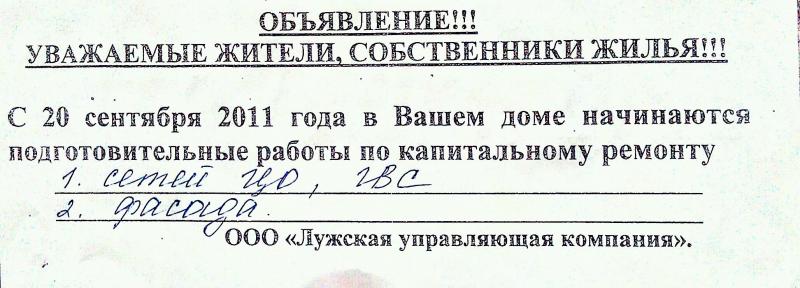 ОБЪЯВЛЕНИЕ!!!
УВАЖАЕМЫЕ ЖИТЕЛИ, СОБСТВЕННИКИ ЖИЛЬЯ!!!
С 20 сентября 2011 года в Вашем доме начинаются
подготовительные работы по капитальному ремонту
1. сетей ЦО, ГВС
2. фасада.
ООО «Лужская управляющая компания».